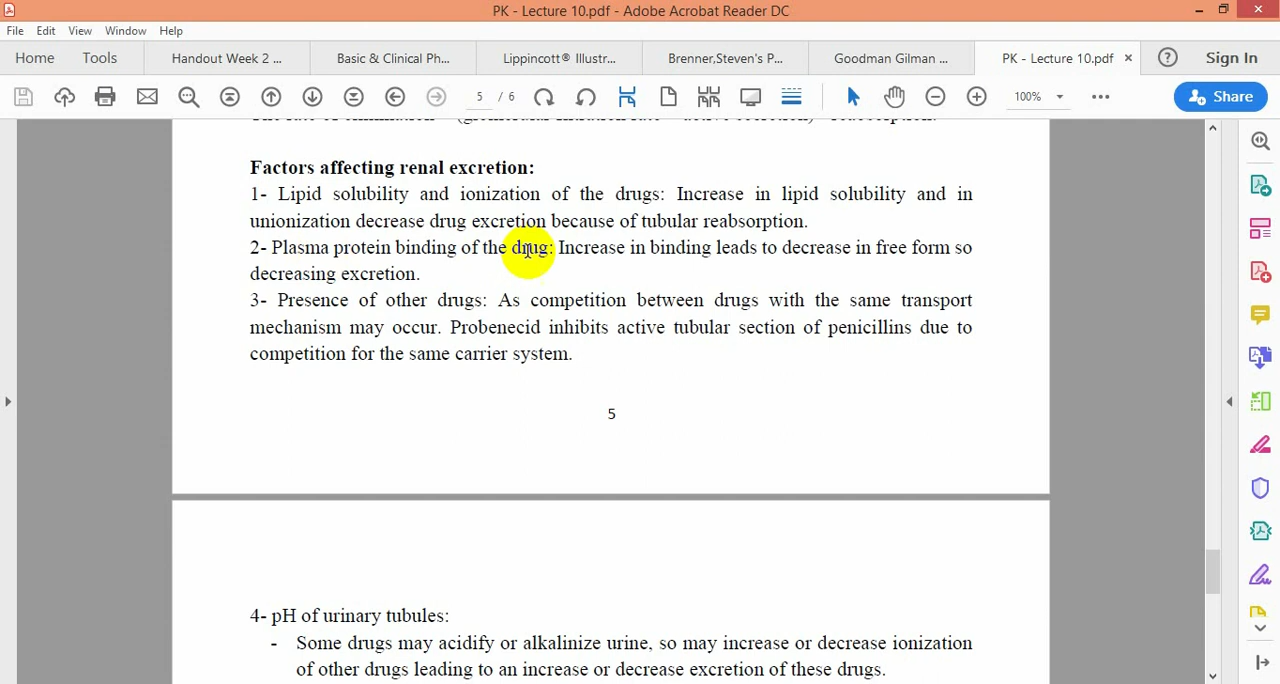 PK - Lecture 10.pdf - Adobe Acrobat Reader DC
File Edit View Window Help
Home Tools Handout Week 2 ... Basic & Clinical Ph... Lippincott® Illustr... Brenner,Steven's P... Goodman Gilman ... PK - Lecture 10.pdf × Sign In
5 / 6 100% Share
Factors affecting renal excretion:
1- Lipid solubility and ionization of the drugs: Increase in lipid solubility and in
unionization decrease drug excretion because of tubular reabsorption.
2- Plasma protein binding of the drug: Increase in binding leads to decrease in free form so
decreasing excretion.
3- Presence of other drugs: As competition between drugs with the same transport
mechanism may occur. Probenecid inhibits active tubular section of penicillins due to
competition for the same carrier system.
5
4- pH of urinary tubules:
- Some drugs may acidify or alkalinize urine, so may increase or decrease ionization
of other drugs leading to an increase or decrease excretion of these drugs.